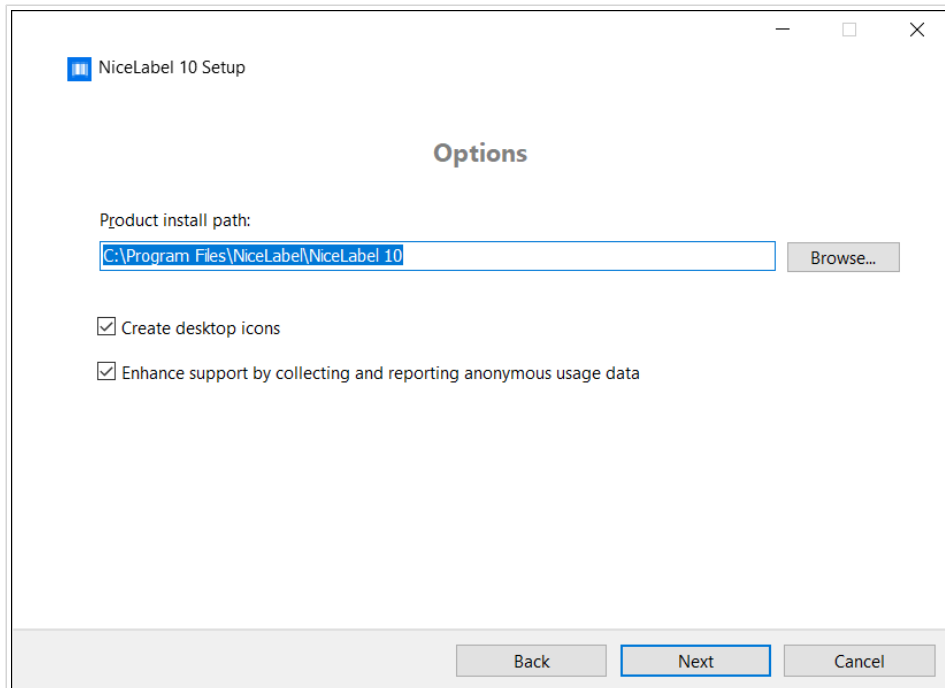 NiceLabel 10 Setup
Options
Product install path:
C:\Program Files\NiceLabel\NiceLabel 10
Browse...
Create desktop icons
Enhance support by collecting and reporting anonymous usage data
Back
Next
Cancel